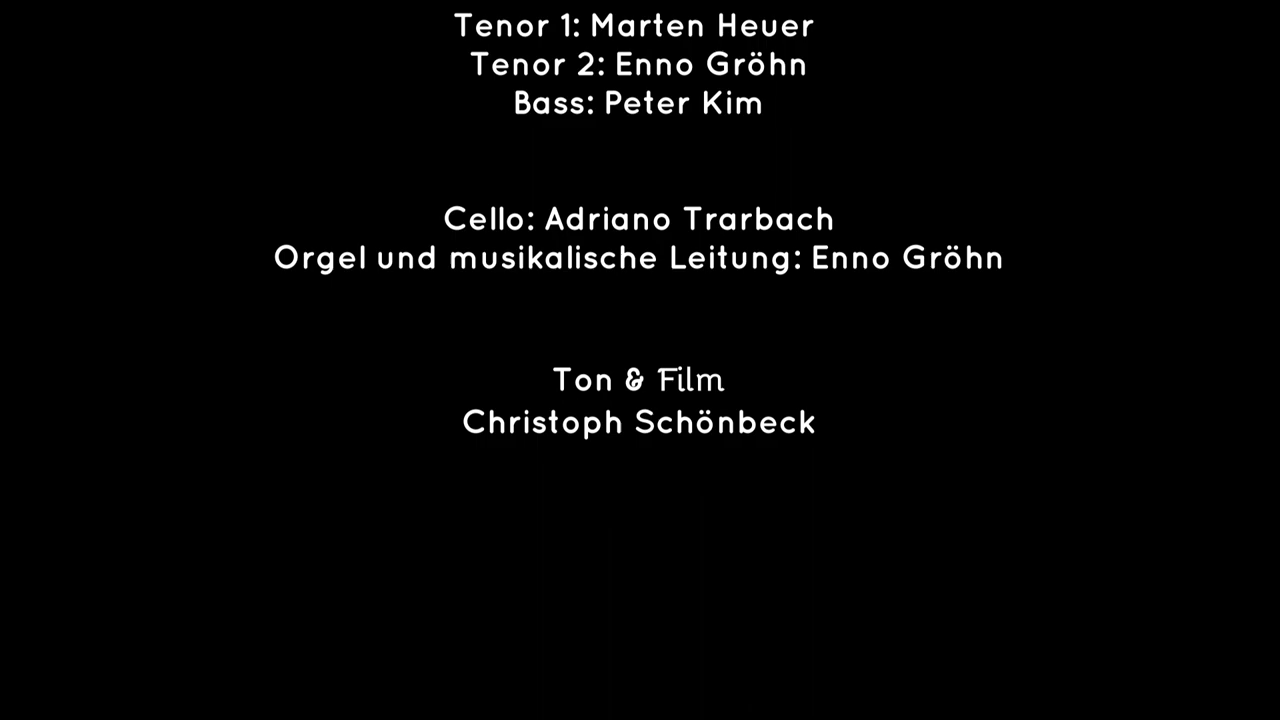 Tenor 1: Marten Heuer
Tenor 2: Enno Gröhn
Bass: Peter Kim
Cello: Adriano Trarbach
Orgel und musikalische Leitung: Enno Gröhn
Ton & Film
Christoph Schönbeck